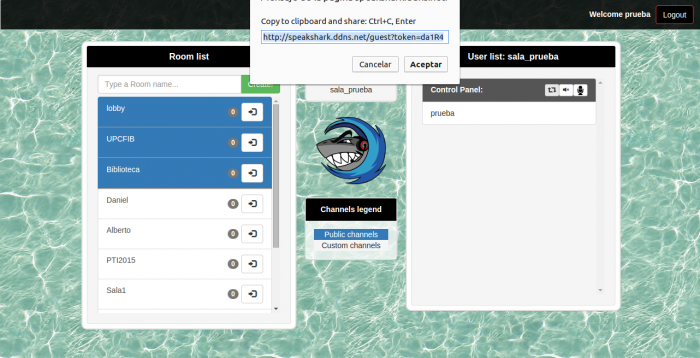 Copy to clipboard and share: Ctrl+C, Enter
http://speakshark.ddns.net/guest?token=da1R4
Cancelar
Aceptar
Welcome prueba
Logout
Room list
Type a Room name...
lobby
0
UPCFIB
0
Biblioteca
0
Daniel
0
Alberto
0
PTI2015
0
Sala1
0
sala_prueba
Channels legend
Public channels
Custom channels
User list: sala_prueba
Control Panel:
prueba